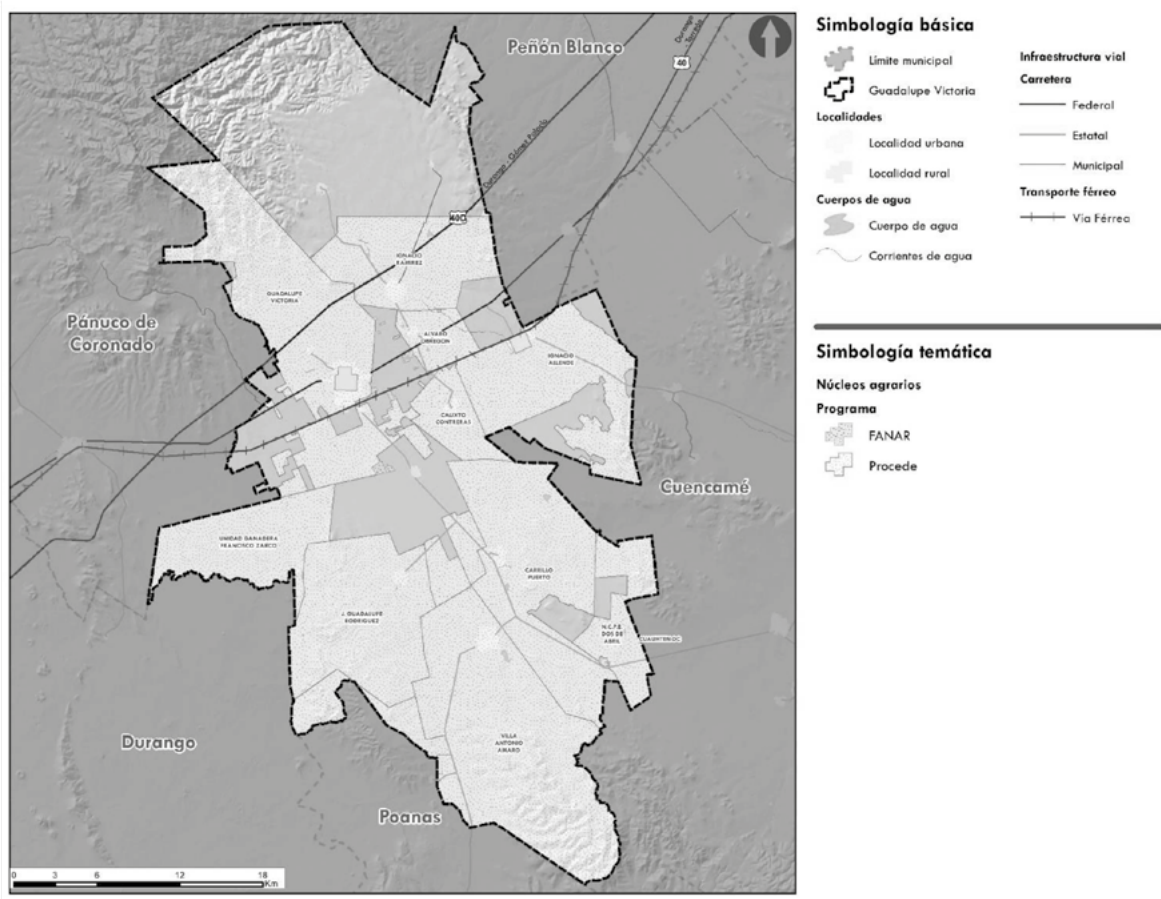 Peñón Blanco
Durango
40
Durango - Gómez Palacio
40D
IGNACIO
RAMIREZ
GUADALUPE
VICTORIA
Pánuco de
Coronado
ALVARO
OBREGON
IGNACIO
ALLENDE
CALIXTO
CONTRERAS
Cuencamé
UNIDAD GANADERA
FRANCISCO ZARCO
CARRILLO
PUERTO
J. GUADALUPE
RODRIGUEZ
N.C.P.E.
DOS DE
ABRIL
CUAUHTEMOC
Durango
VILLA
ANTONIO
AMARO
Poanas
0 3 6 12 18
Km
Simbología básica
Límite municipal
Guadalupe Victoria
Localidades
Localidad urbana
Localidad rural
Cuerpos de agua
Cuerpo de agua
Corrientes de agua
Infraestructura vial
Carretera
Federal
Estatal
Municipal
Transporte férreo
Vía Férrea
Simbología temática
Núcleos agrarios
Programa
FANAR
Procede